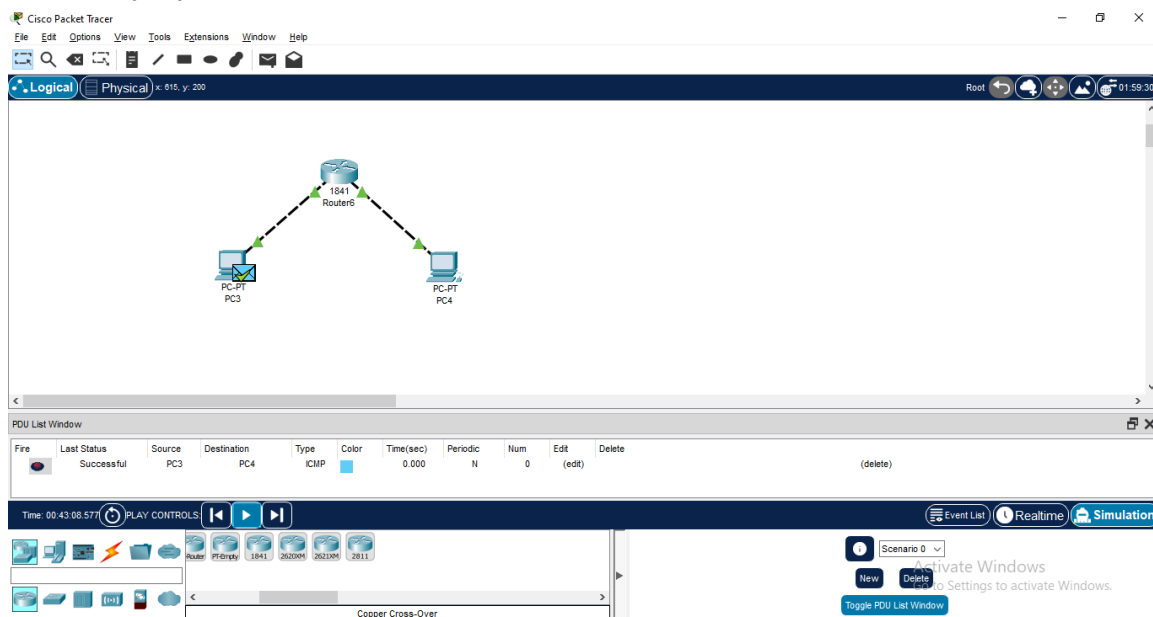 Cisco Packet Tracer
File Edit Options View Tools Extensions Window Help
Logical Physical x: 615, y: 200 Root 01:59:30
1841
Router6
PC-PT
PC3
PC-PT
PC4
PDU List Window
Fire Last Status Source Destination Type Color Time(sec) Periodic Num Edit Delete
Successful PC3 PC4 ICMP 0.000 N 0 (edit) (delete)
Time: 00:43:08.577 PLAY CONTROLS: Event List Realtime Simulation
Router PT-Empty 1841 2620XM 2621XM 2811
Scenario 0
New Delete
Toggle PDU List Window
Activate Windows
Go to Settings to activate Windows.
Copper Cross-Over